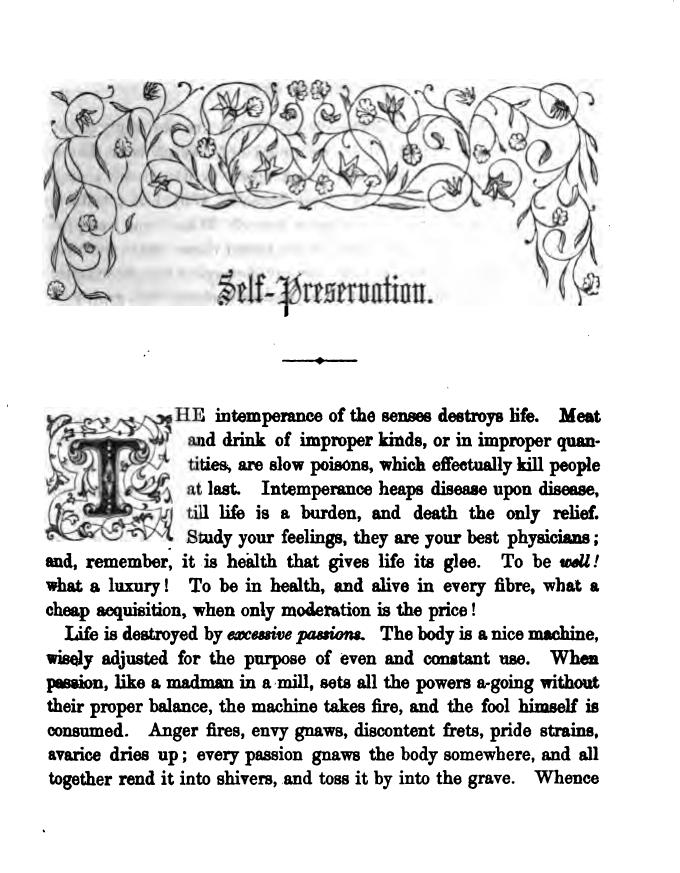 Self-Preservation.
THE intemperance of the senses destroys life. Meat
and drink of improper kinds, or in improper quan-
tities, are slow poisons, which effectually kill people
at last. Intemperance heaps disease upon disease,
till life is a burden, and death the only relief.
Study your feelings, they are your best physicians;
and, remember, it is health that gives life its glee. To be well!
what a luxury! To be in health, and alive in every fibre, what a
cheap acquisition, when only moderation is the price!
Life is destroyed by excessive passions. The body is a nice machine,
wisely adjusted for the purpose of even and constant use. When
passion, like a madman in a mill, sets all the powers a-going without
their proper balance, the machine takes fire, and the fool himself is
consumed. Anger fires, envy gnaws, discontent frets, pride strains,
avarice dries up; every passion gnaws the body somewhere, and all
together rend it into shivers, and toss it by into the grave. Whence